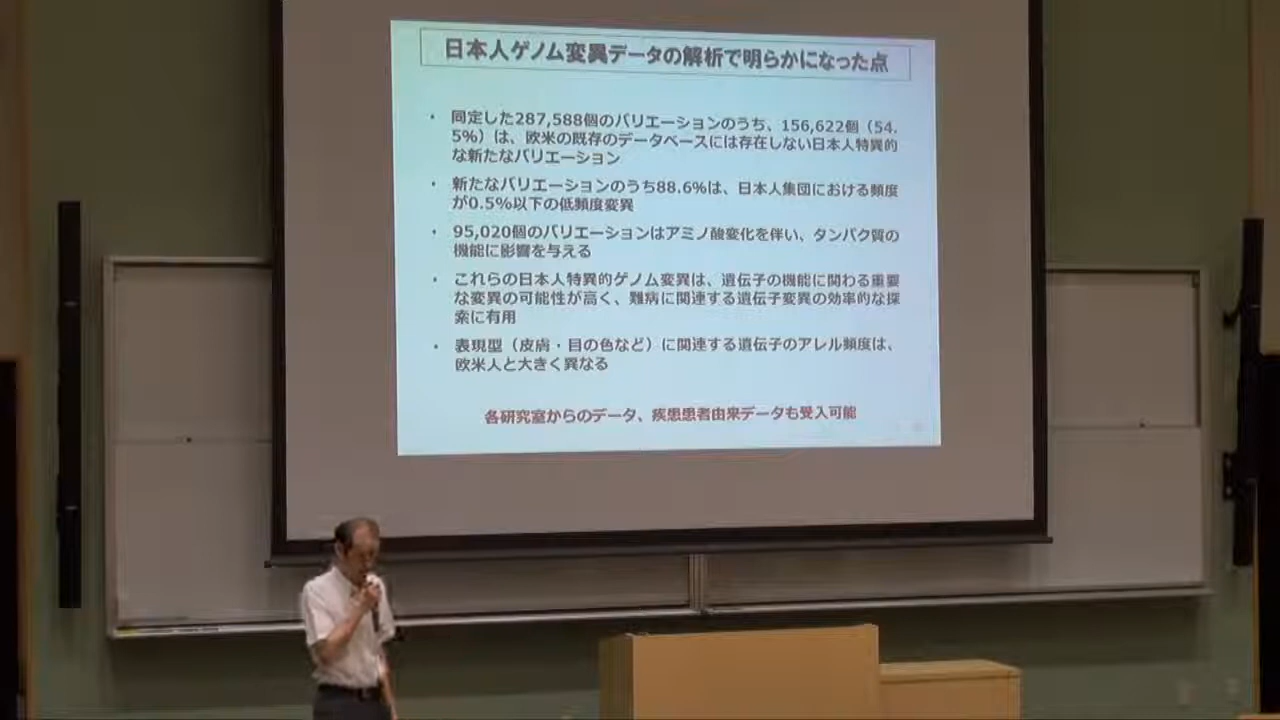 日本人ゲノム変異データの解析で明らかになった点
・ 同定した287,588個のバリエーションのうち、156,622個（54.
5%）は、欧米の既存のデータベースには存在しない日本人特異的
な新たなバリエーション
・ 新たなバリエーションのうち88.6%は、日本人集団における頻度
が0.5%以下の低頻度変異
・ 95,020個のバリエーションはアミノ酸変化を伴い、タンパク質の
機能に影響を与える
・ これらの日本人特異的ゲノム変異は、遺伝子の機能に関わる重要
な変異の可能性が高く、難病に関連する遺伝子変異の効率的な探
索に有用
・ 表現型（皮膚・目の色など）に関連する遺伝子のアレル頻度は、
欧米人と大きく異なる
各研究室からのデータ、疾患患者由来データも受入可能